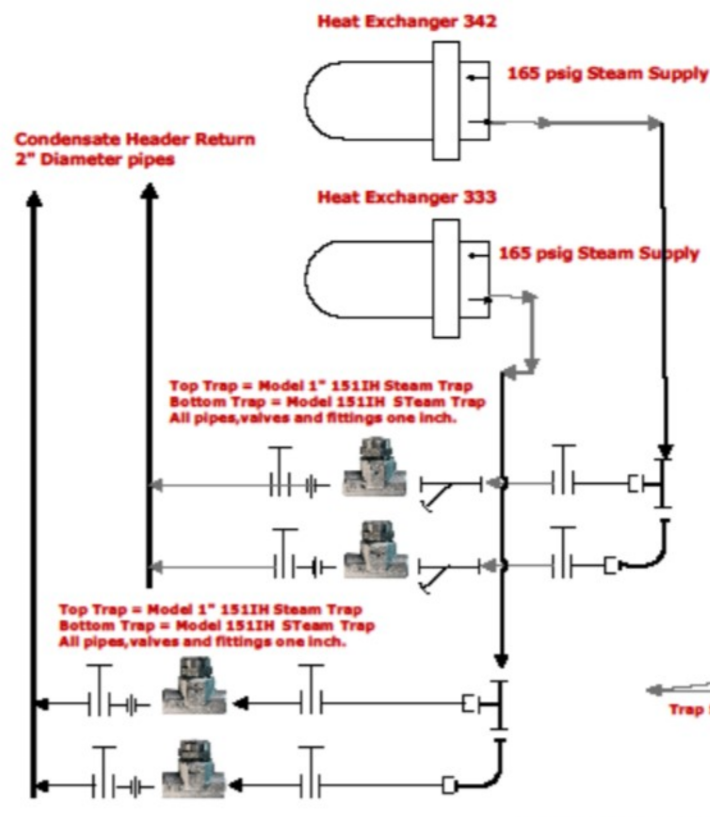 Heat Exchanger 342
165 psig Steam Supply
Condensate Header Return
2" Diameter pipes
Heat Exchanger 333
165 psig Steam Supply
Top Trap = Model 1" 151IH Steam Trap
Bottom Trap = Model 151IH STeam Trap
All pipes,valves and fittings one inch.
Top Trap = Model 1" 151IH Steam Trap
Bottom Trap = Model 151IH STeam Trap
All pipes,valves and fittings one inch.
Trap